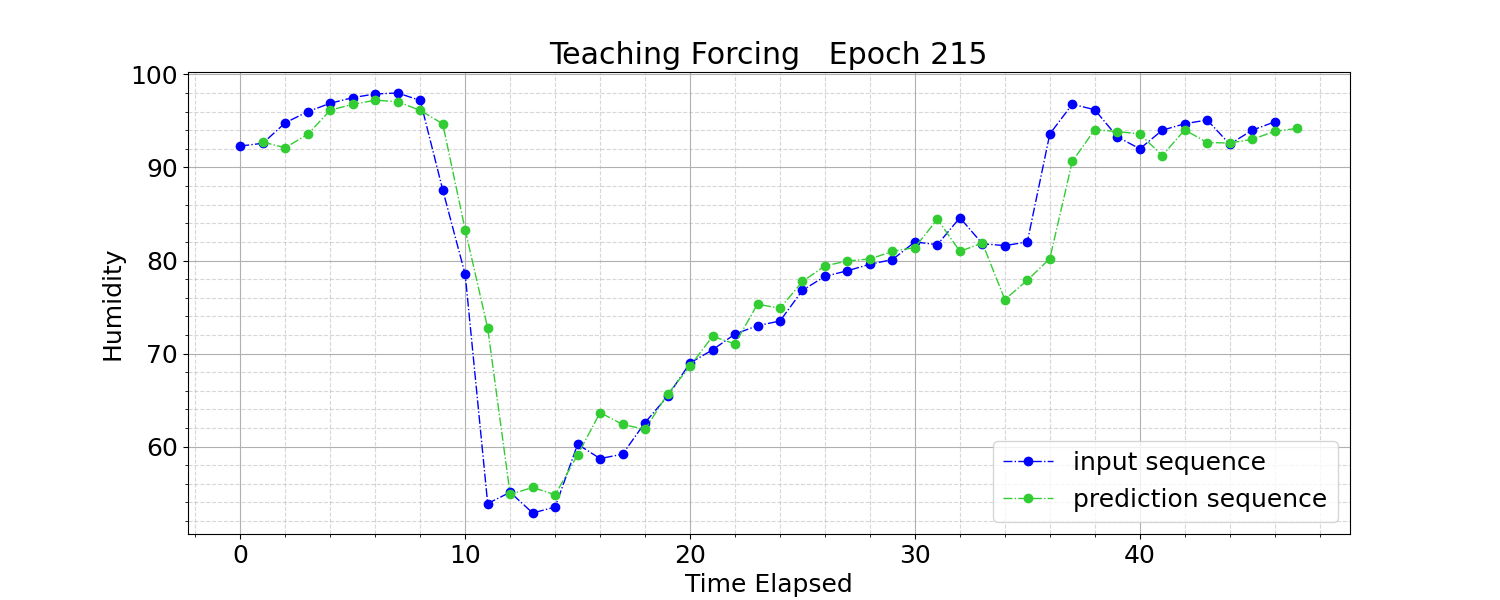 Teaching Forcing   Epoch 215
100
90
80
70
60
Humidity
0 10 20 30 40
Time Elapsed
input sequence
prediction sequence